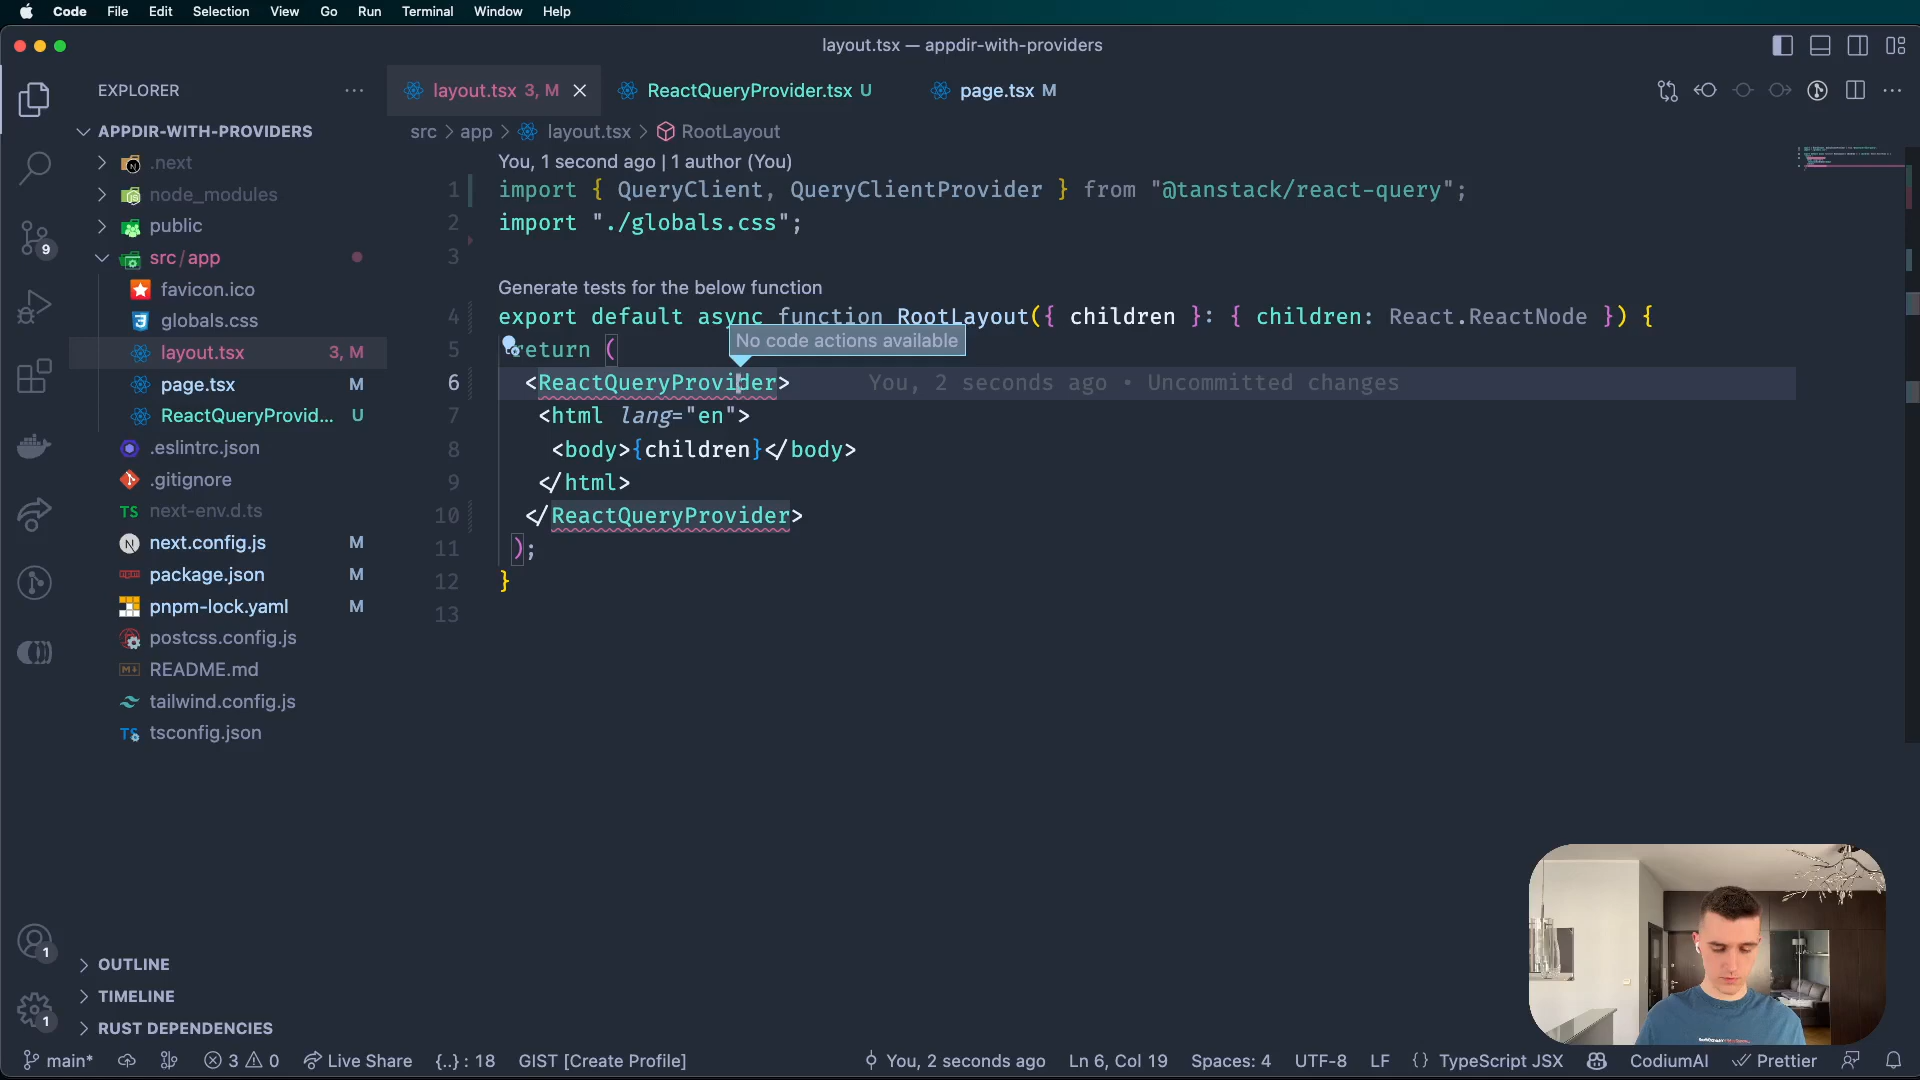 Code File Edit Selection View Go Run Terminal Window Help
layout.tsx — appdir-with-providers
EXPLORER
layout.tsx 3, M
ReactQueryProvider.tsx U
page.tsx M
APPDIR-WITH-PROVIDERS
.next
node_modules
public
src/app
favicon.ico
globals.css
layout.tsx 3, M
page.tsx M
ReactQueryProvid... U
.eslintrc.json
.gitignore
TS next-env.d.ts
next.config.js M
package.json M
pnpm-lock.yaml M
postcss.config.js
README.md
tailwind.config.js
tsconfig.json
OUTLINE
TIMELINE
RUST DEPENDENCIES
9
1
1
src > app > layout.tsx > RootLayout
You, 1 second ago | 1 author (You)
1 import { QueryClient, QueryClientProvider } from "@tanstack/react-query";
2 import "./globals.css";
3
Generate tests for the below function
4 export default async function RootLayout({ children }: { children: React.ReactNode }) {
5 return (
No code actions available
6 <ReactQueryProvider> You, 2 seconds ago • Uncommitted changes
7 <html lang="en">
8 <body>{children}</body>
9 </html>
10 </ReactQueryProvider>
11 );
12 }
13
main* 3 0 Live Share {..} : 18 GIST [Create Profile] You, 2 seconds ago Ln 6, Col 19 Spaces: 4 UTF-8 LF {} TypeScript JSX CodiumAI Prettier